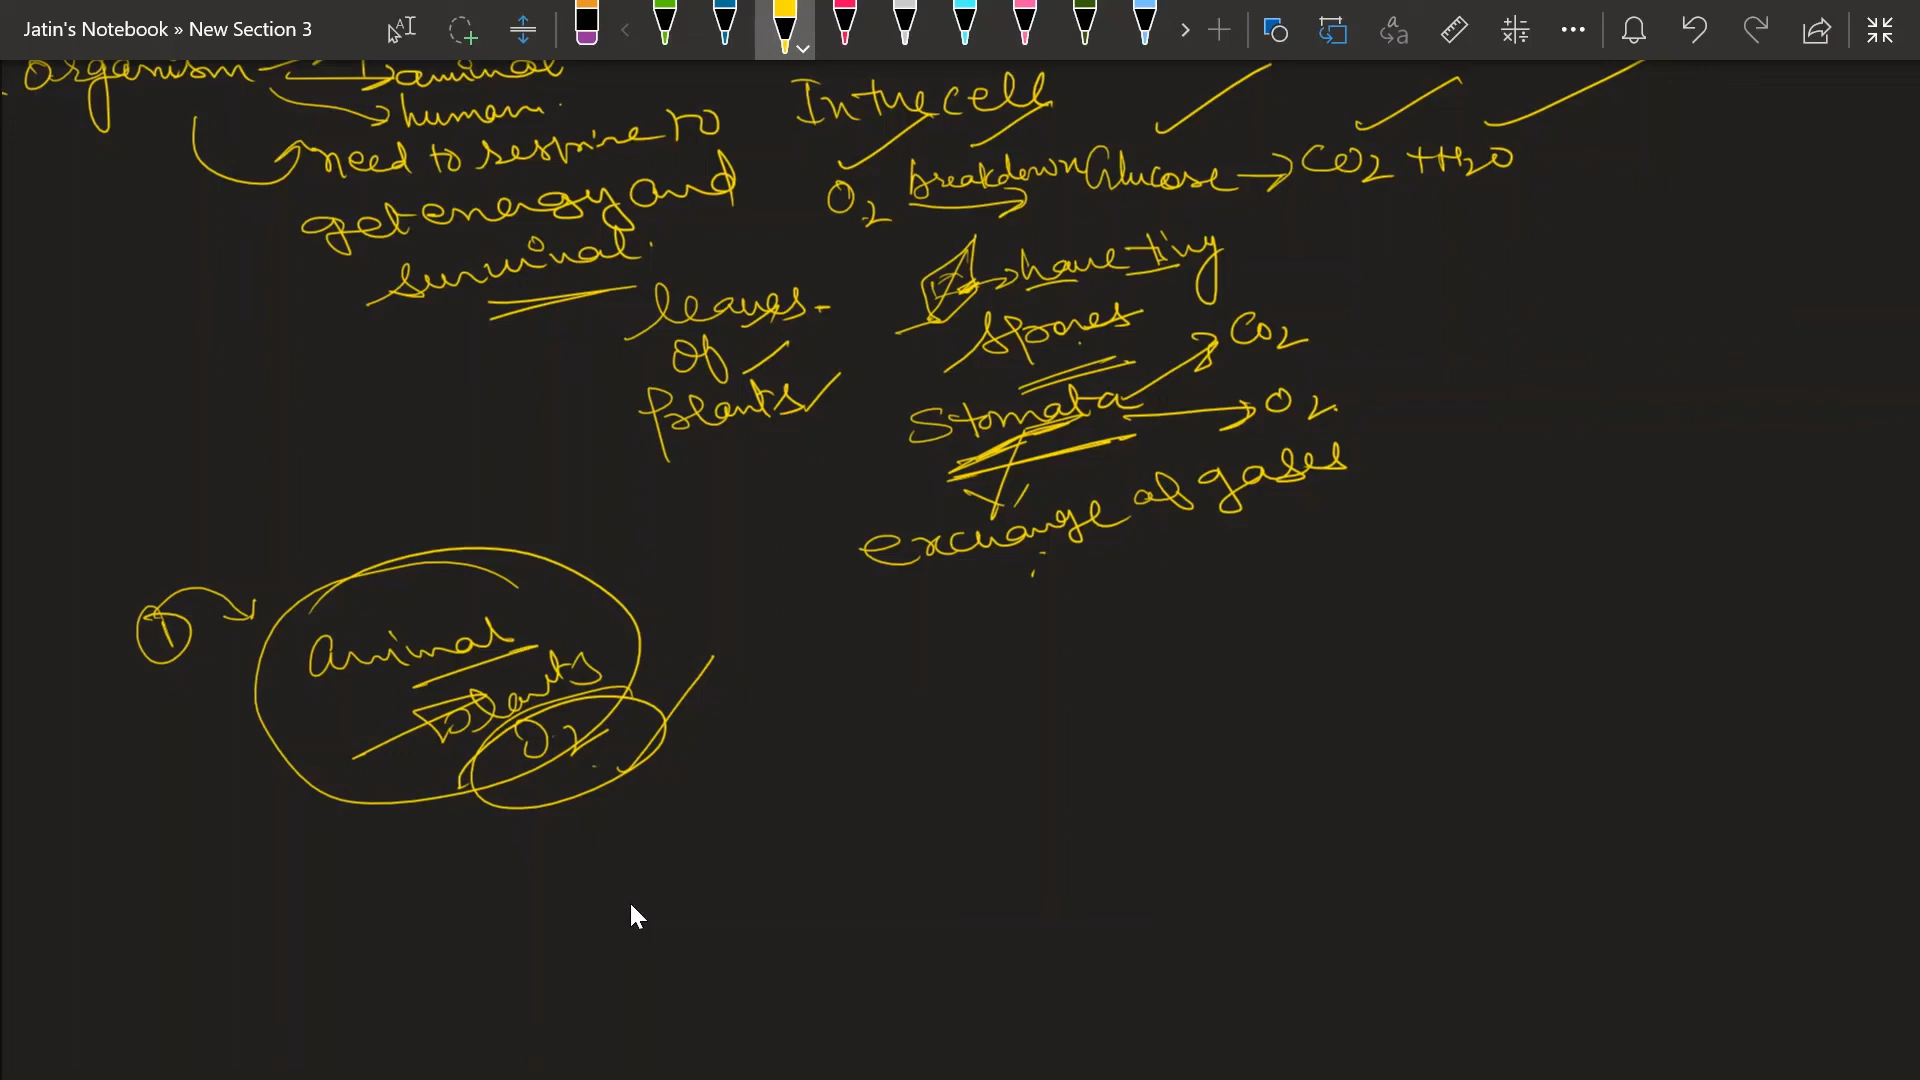 Jatin's Notebook » New Section 3
organism → animal
→ human
need to respire to
get energy and
survival.
In the cell
O2 breakdown Glucose → CO2 + H2O
leaves
of
plants
→ have tiny
spores
Stomata → CO2
→ O2
exchange of gases
1
animal
plants
O2